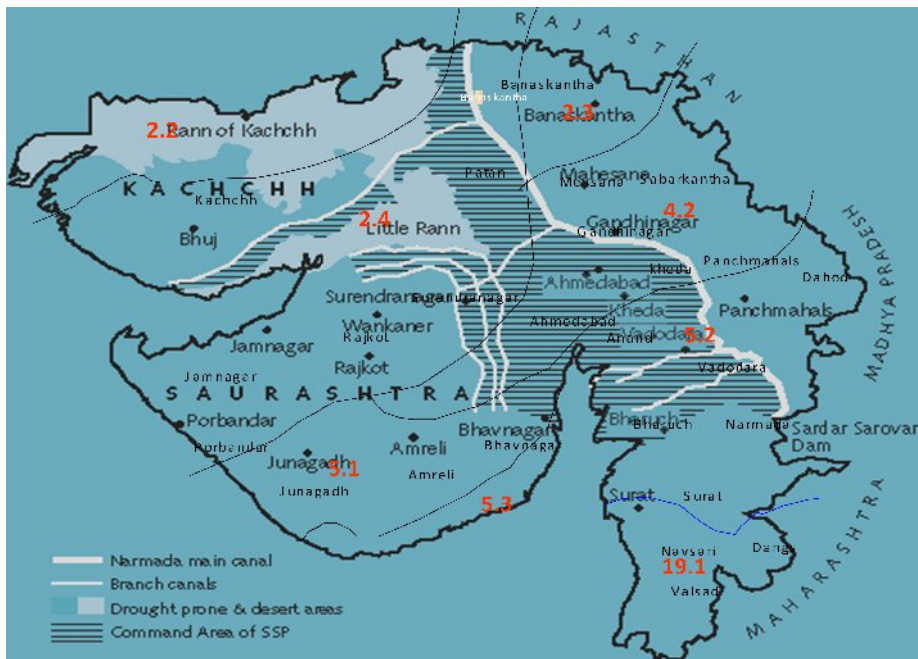 RAJASTHAN
Banaskantha
Banaskantha
2.3
Banaskantha
2.2
Rann of Kachchh
Mahesana
Patan
Mehsana
Sabarkantha
KACHCHH
Kachchh
4.2
2.4
Little Rann
Gandhinagar
Gandhinagar
Bhuj
MADHYA PRADESH
Panchmahals
kheda
Dahod
Ahmedabad
Surendranagar
Surendranagar
Kheda
Panchmahals
Wankaner
Ahmedabad
Vadodara
5.2
Jamnagar
Rajkot
Anand
Rajkot
Vadodara
Jamnagar
SAURASHTRA
Porbandar
Bhavnagar
Bharuch
Bharuch
Narmada
Sardar Sarovar
Dam
Porbandar
Amreli
Bhavnagar
Junagadh
5.1
Amreli
Junagadh
5.3
Surat
Surat
Navsari
Dangs
19.1
Valsad
MAHARASHTRA
Narmada main canal
Branch canals
Drought prone & desert areas
Command Area of SSP